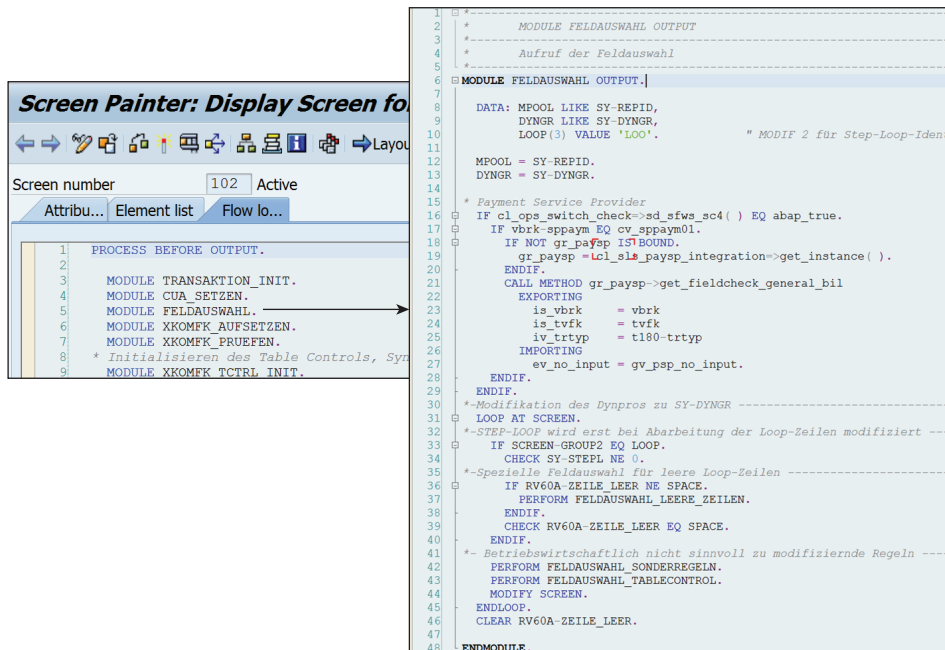 Screen Painter: Display Screen fo
Layou
Screen number 102 Active
Attribu... Element list Flow lo...
1 PROCESS BEFORE OUTPUT.
2
3 MODULE TRANSAKTION_INIT.
4 MODULE CUA_SETZEN.
5 MODULE FELDAUSWAHL.
6 MODULE XKOMFK_AUFSETZEN.
7 MODULE XKOMFK_PRUEFEN.
8 * Initialisieren des Table Controls, Syn
9 MODULE XKOMFK_TCTRL_INIT.
1 *----------------------------------------------------------------------
2 * MODULE FELDAUSWAHL OUTPUT
3 *----------------------------------------------------------------------
4 * Aufruf der Feldauswahl
5 *----------------------------------------------------------------------
6 MODULE FELDAUSWAHL OUTPUT.
7
8 DATA: MPOOL LIKE SY-REPID,
9 DYNGR LIKE SY-DYNGR,
10 LOOP(3) VALUE 'LOO'. " MODIF 2 für Step-Loop-Iden
11
12 MPOOL = SY-REPID.
13 DYNGR = SY-DYNGR.
14
15 * Payment Service Provider
16 IF cl_ops_switch_check=>sd_sfws_sc4( ) EQ abap_true.
17 IF vbrk-sppaym EQ cv_sppaym01.
18 IF NOT gr_paysp IS BOUND.
19 gr_paysp = cl_sls_paysp_integration=>get_instance( ).
20 ENDIF.
21 CALL METHOD gr_paysp->get_fieldcheck_general_bil
22 EXPORTING
23 is_vbrk = vbrk
24 is_tvfk = tvfk
25 iv_trtyp = t180-trtyp
26 IMPORTING
27 ev_no_input = gv_psp_no_input.
28 ENDIF.
29 ENDIF.
30 *-Modifikation des Dynpros zu SY-DYNGR ---------------------------
31 LOOP AT SCREEN.
32 *-STEP-LOOP wird erst bei Abarbeitung der Loop-Zeilen modifiziert --
33 IF SCREEN-GROUP2 EQ LOOP.
34 CHECK SY-STEPL NE 0.
35 *-Spezielle Feldauswahl für leere Loop-Zeilen --------------------
36 IF RV60A-ZEILE_LEER NE SPACE.
37 PERFORM FELDAUSWAHL_LEERE_ZEILEN.
38 ENDIF.
39 CHECK RV60A-ZEILE_LEER EQ SPACE.
40 ENDIF.
41 *- Betriebswirtschaftlich nicht sinnvoll zu modifiziernde Regeln ----
42 PERFORM FELDAUSWAHL_SONDERREGELN.
43 PERFORM FELDAUSWAHL_TABLECONTROL.
44 MODIFY SCREEN.
45 ENDLOOP.
46 CLEAR RV60A-ZEILE_LEER.
47
48 ENDMODULE.